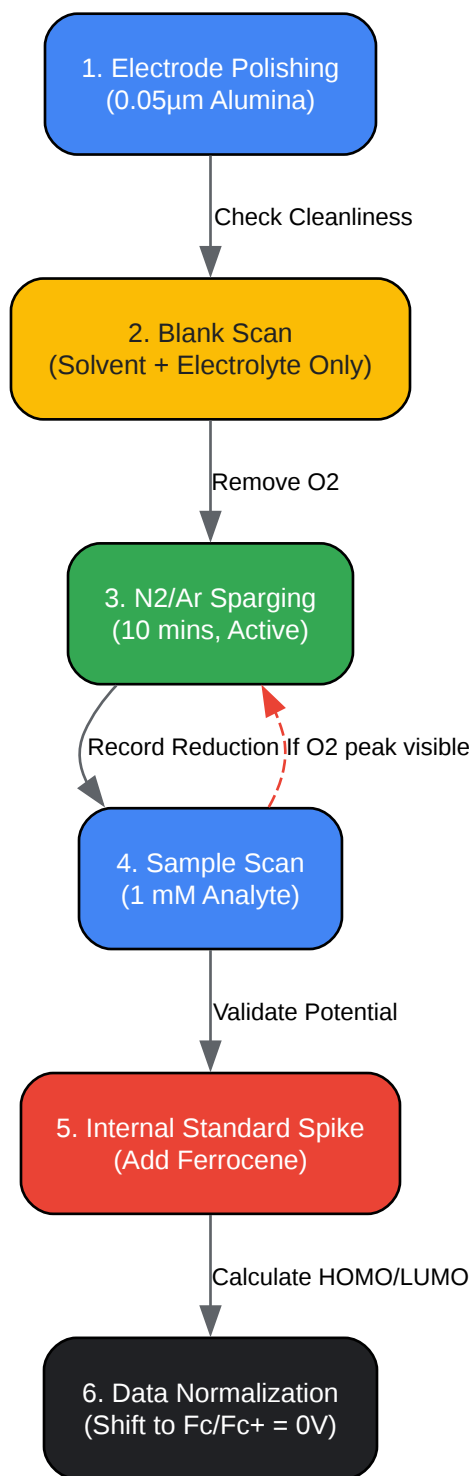 1. Electrode Polishing
(0.05µm Alumina)
Check Cleanliness
2. Blank Scan
(Solvent + Electrolyte Only)
Remove O2
3. N2/Ar Sparging
(10 mins, Active)
Record Reduction
If O2 peak visible
4. Sample Scan
(1 mM Analyte)
Validate Potential
5. Internal Standard Spike
(Add Ferrocene)
Calculate HOMO/LUMO
6. Data Normalization
(Shift to Fc/Fc+ = 0V)